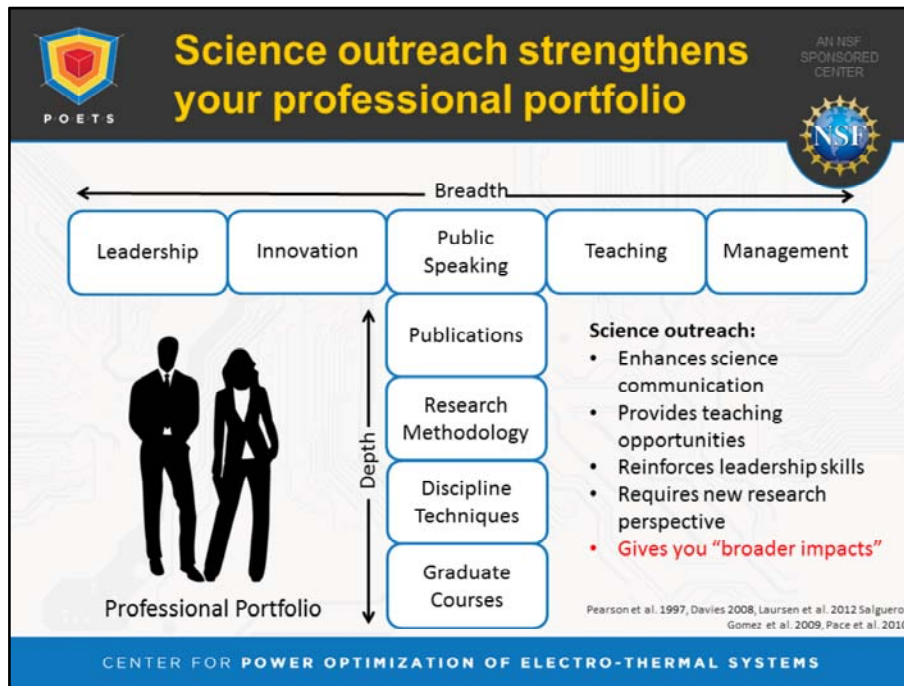 Science outreach strengthens
your professional portfolio
P·O·E·T·S
AN NSF
SPONSORED
CENTER
NSF
Breadth
Leadership
Innovation
Public
Speaking
Teaching
Management
Publications
Research
Methodology
Discipline
Techniques
Graduate
Courses
Depth
Professional Portfolio
Science outreach:
• Enhances science
communication
• Provides teaching
opportunities
• Reinforces leadership skills
• Requires new research
perspective
• Gives you “broader impacts”
Pearson et al. 1997, Davies 2008, Laursen et al. 2012 Salguero
Gomez et al. 2009, Pace et al. 2010
CENTER FOR POWER OPTIMIZATION OF ELECTRO-THERMAL SYSTEMS